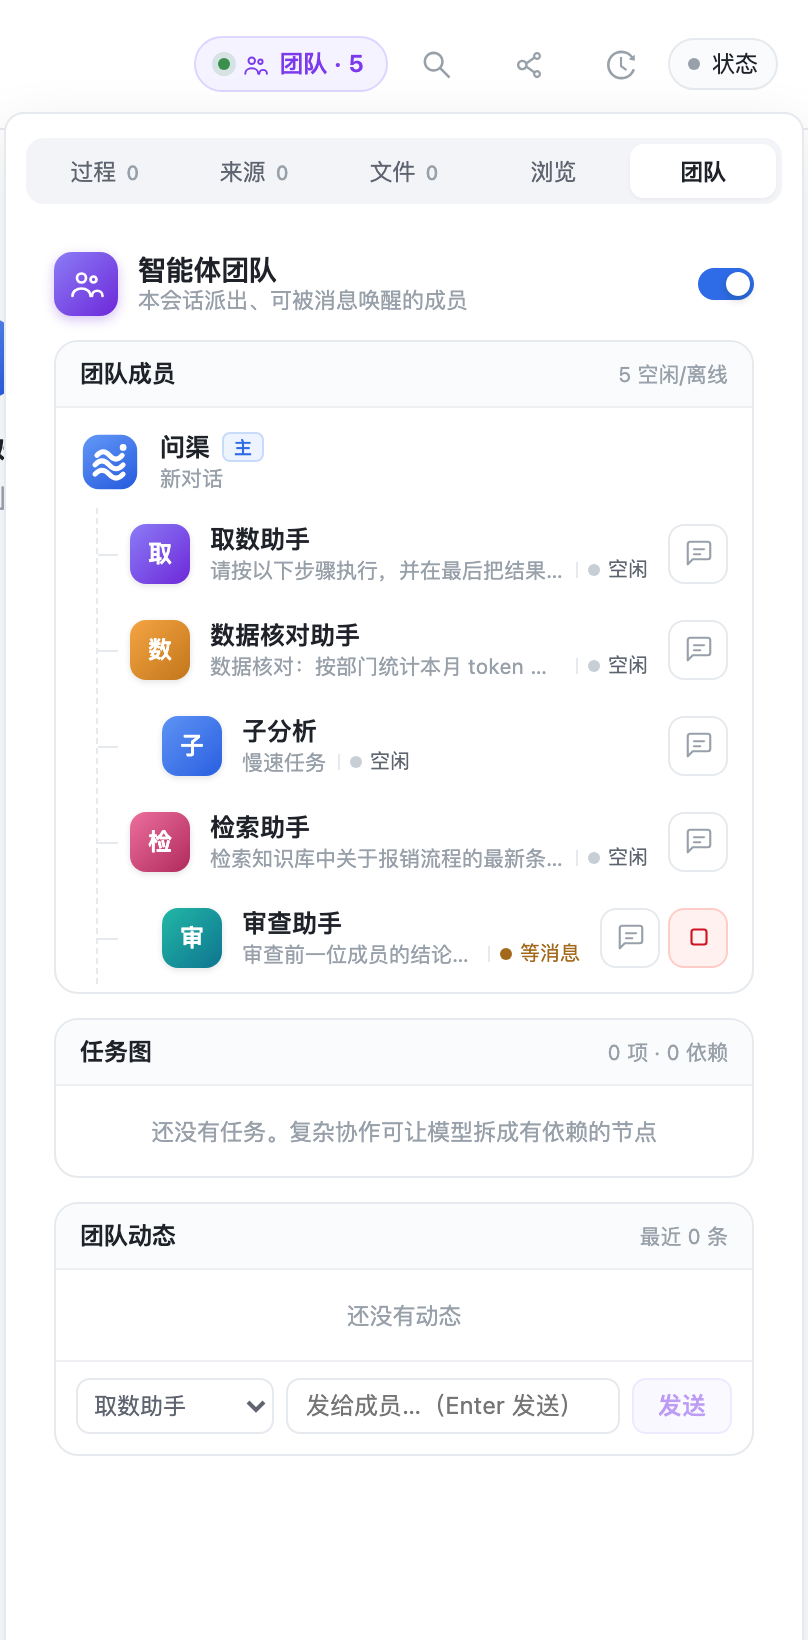 团队 · 5
状态
过程 0
来源 0
文件 0
浏览
团队
智能体团队
本会话派出、可被消息唤醒的成员
团队成员
5 空闲/离线
问渠 主
新对话
取
取数助手
请按以下步骤执行，并在最后把结果...
空闲
数
数据核对助手
数据核对：按部门统计本月 token ...
空闲
子
子分析
慢速任务
空闲
检
检索助手
检索知识库中关于报销流程的最新条...
空闲
审
审查助手
审查前一位成员的结论...
等消息
任务图
0 项 · 0 依赖
还没有任务。复杂协作可让模型拆成有依赖的节点
团队动态
最近 0 条
还没有动态
取数助手
发给成员...（Enter 发送）
发送